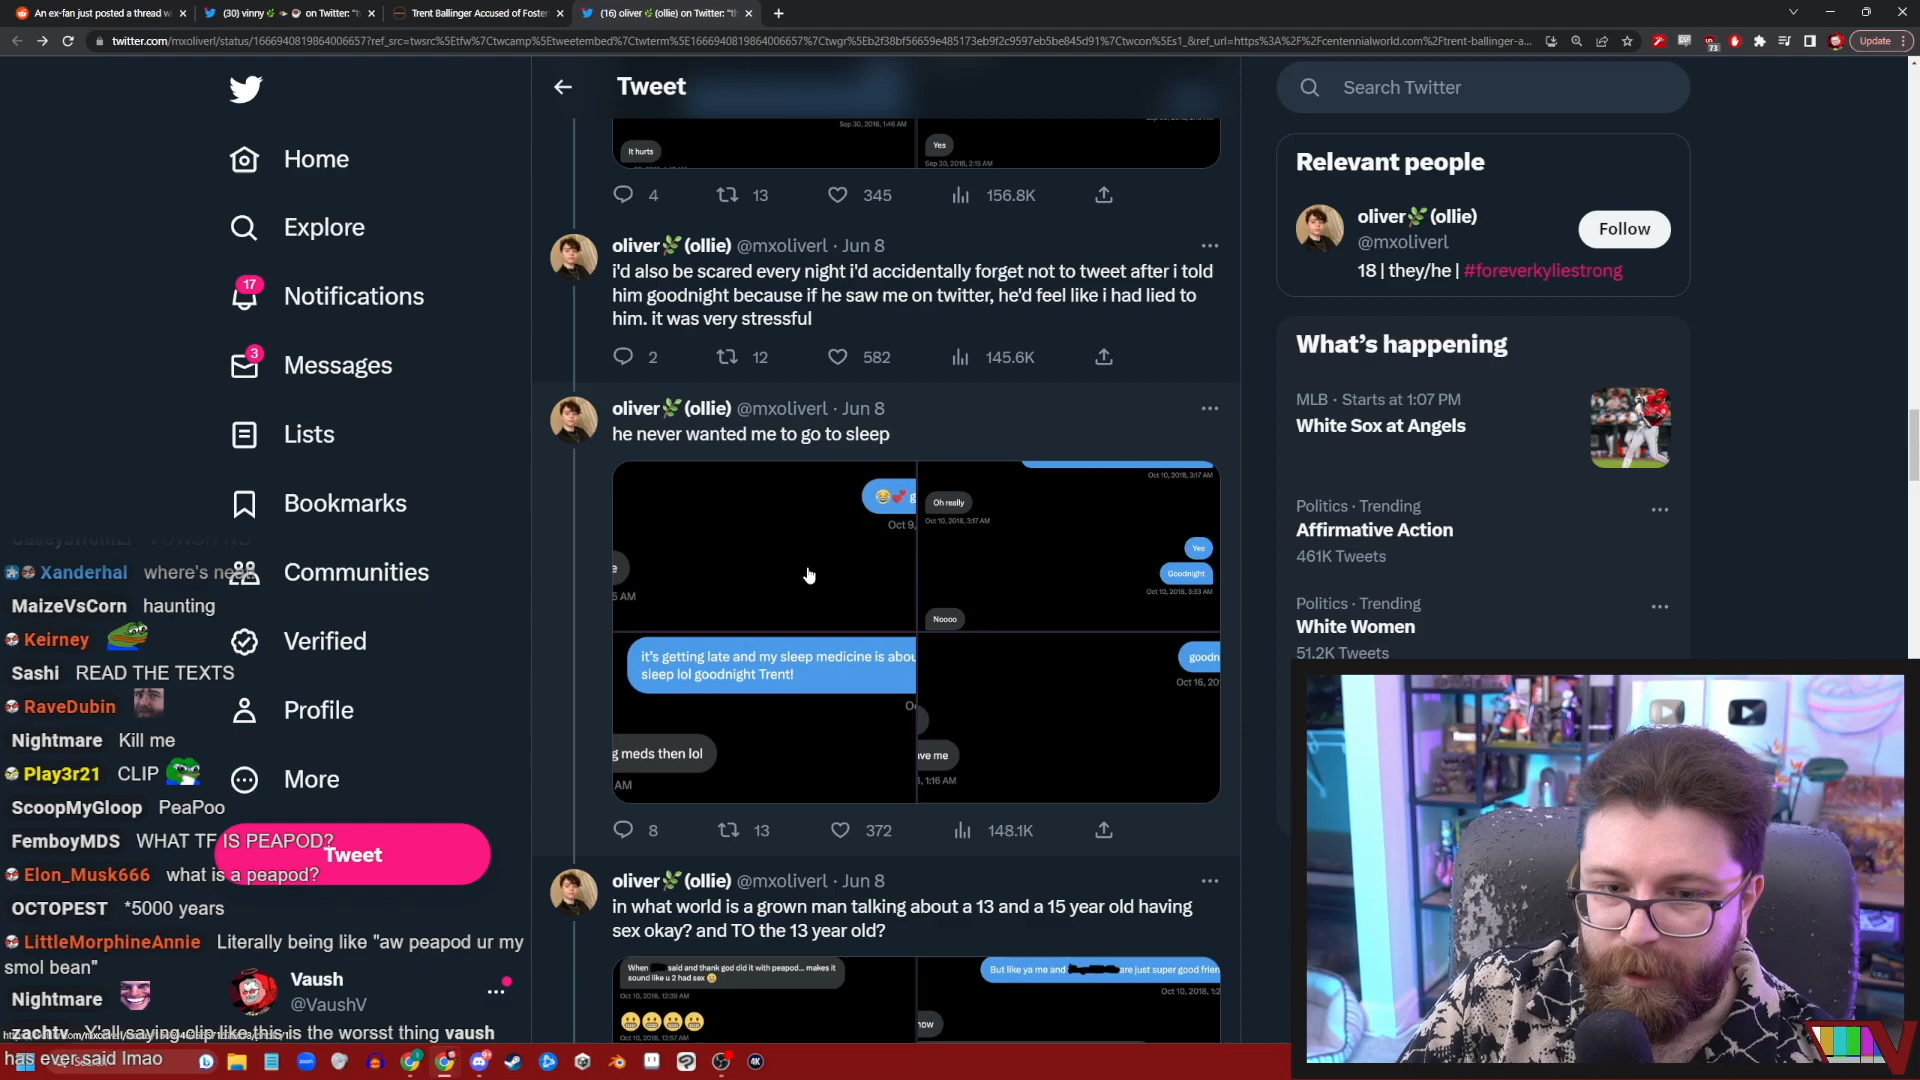 An ex-fan just posted a thread w
(30) vinny on Twitter: "t
Trent Ballinger Accused of Foster
(16) oliver (ollie) on Twitter: "th
twitter.com/mxoliverl/status/1666940819864006657?ref_src=twsrc%5Etfw%7Ctwcamp%5Etweetembed%7Ctwterm%5E1666940819864006657%7Ctwgr%5Eb2f38bf56659e485173eb9f2c9597eb5be845d91%7Ctwcon%5Es1_&ref_url=https%3A%2F%2Fcentennialworld.com%2Ftrent-ballinger-a...
73
Update
Tweet
Search Twitter
Home
Explore
17
Notifications
3
Messages
Lists
Bookmarks
Communities
Verified
Profile
More
Tweet
Vaush
@VaushV
Sep 30, 2018, 1:46 AM
It hurts
Yes
Sep 30, 2018, 2:15 AM
4 13 345 156.8K
oliver (ollie) @mxoliverl · Jun 8
i'd also be scared every night i'd accidentally forget not to tweet after i told
him goodnight because if he saw me on twitter, he'd feel like i had lied to
him. it was very stressful
2 12 582 145.6K
oliver (ollie) @mxoliverl · Jun 8
he never wanted me to go to sleep
g
Oct 9,
e
5 AM
Oct 10, 2018, 3:17 AM
Oh really
Oct 10, 2018, 3:17 AM
Yes
Goodnight
Oct 10, 2018, 3:33 AM
Noooo
it's getting late and my sleep medicine is abou
sleep lol goodnight Trent!
O
g meds then lol
AM
goodn
Oct 16, 20
ve me
, 1:16 AM
8 13 372 148.1K
oliver (ollie) @mxoliverl · Jun 8
in what world is a grown man talking about a 13 and a 15 year old having
sex okay? and TO the 13 year old?
When said and thank god did it with peapod... makes it
sound like u 2 had sex
Oct 10, 2018, 12:39 AM
Oct 10, 2018, 12:57 AM
But like ya me and are just super good frien
Oct 10, 2018, 1:2
now
Relevant people
oliver (ollie)
@mxoliverl
Follow
18 | they/he | #foreverkyliestrong
What's happening
MLB · Starts at 1:07 PM
White Sox at Angels
Politics · Trending
Affirmative Action
461K Tweets
Politics · Trending
White Women
51.2K Tweets
Xanderhal where's
MaizeVsCorn haunting
Keirney
Sashi READ THE TEXTS
RaveDubin
Nightmare Kill me
Play3r21 CLIP
ScoopMyGloop PeaPoo
FemboyMDS WHAT TF IS PEAPOD?
Elon_Musk666 what is a peapod?
OCTOPEST *5000 years
LittleMorphineAnnie Literally being like "aw peapod ur my
smol bean"
Nightmare
zachtv Y'all saying clip like this is the worsst thing vaush
has ever said lmao
Search